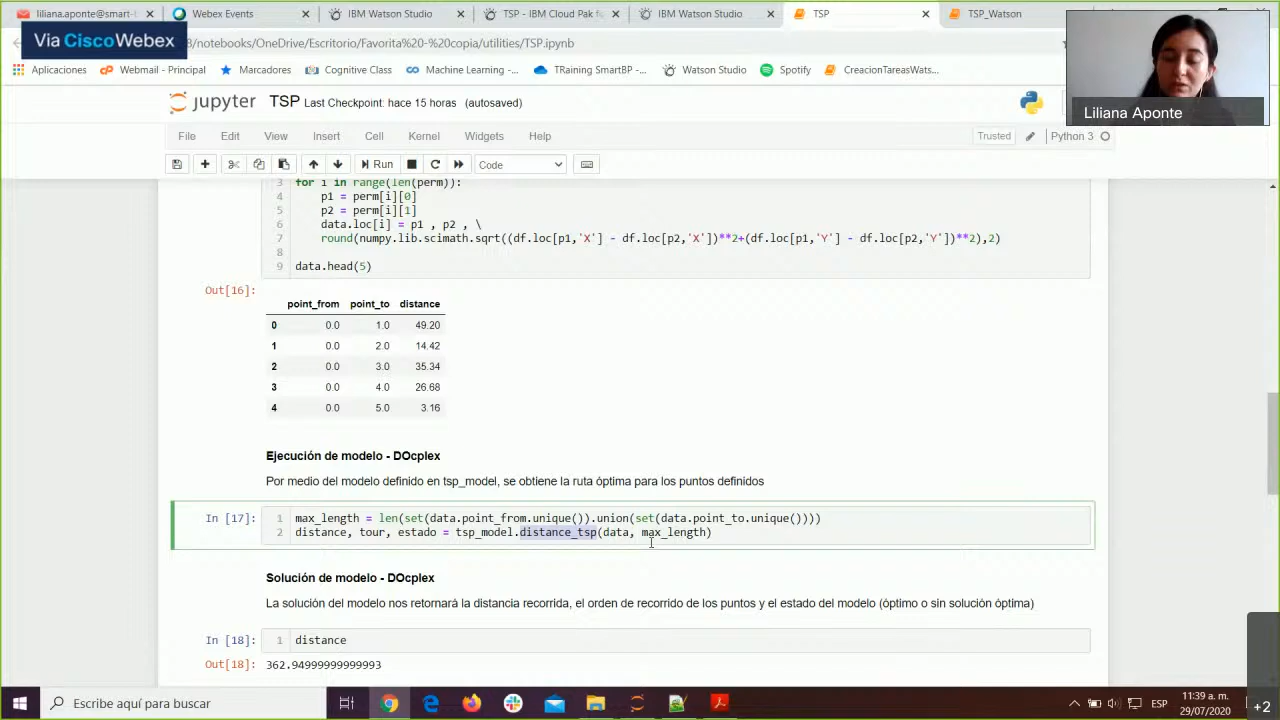 liliana.aponte@smart-l
Webex Events
IBM Watson Studio
TSP - IBM Cloud Pak f
IBM Watson Studio
TSP
TSP_Watson
Via Cisco Webex
8/notebooks/OneDrive/Escritorio/Favorita%20-%20copia/utilities/TSP.ipynb
Aplicaciones
Webmail - Principal
Marcadores
Cognitive Class
Machine Learning -...
TRaining SmartBP -...
Watson Studio
Spotify
CreacionTareasWats...
Liliana Aponte
jupyter TSP Last Checkpoint: hace 15 horas (autosaved)
File Edit View Insert Cell Kernel Widgets Help
Trusted
Python 3
Run
Code
3 for i in range(len(perm)):
4 p1 = perm[i][0]
5 p2 = perm[i][1]
6 data.loc[i] = p1 , p2 , \
7 round(numpy.lib.scimath.sqrt((df.loc[p1,'X'] - df.loc[p2,'X'])**2+(df.loc[p1,'Y'] - df.loc[p2,'Y'])**2),2)
8
9 data.head(5)
Out[16]:
point_from point_to distance
0 0.0 1.0 49.20
1 0.0 2.0 14.42
2 0.0 3.0 35.34
3 0.0 4.0 26.68
4 0.0 5.0 3.16
Ejecución de modelo - DOcplex
Por medio del modelo definido en tsp_model, se obtiene la ruta óptima para los puntos definidos
In [17]: 1 max_length = len(set(data.point_from.unique()).union(set(data.point_to.unique())))
2 distance, tour, estado = tsp_model.distance_tsp(data, max_length)
Solución de modelo - DOcplex
La solución del modelo nos retornará la distancia recorrida, el orden de recorrido de los puntos y el estado del modelo (óptimo o sin solución óptima)
In [18]: 1 distance
Out[18]: 362.94999999999993
Escribe aquí para buscar
ESP
11:39 a. m.
29/07/2020
+2